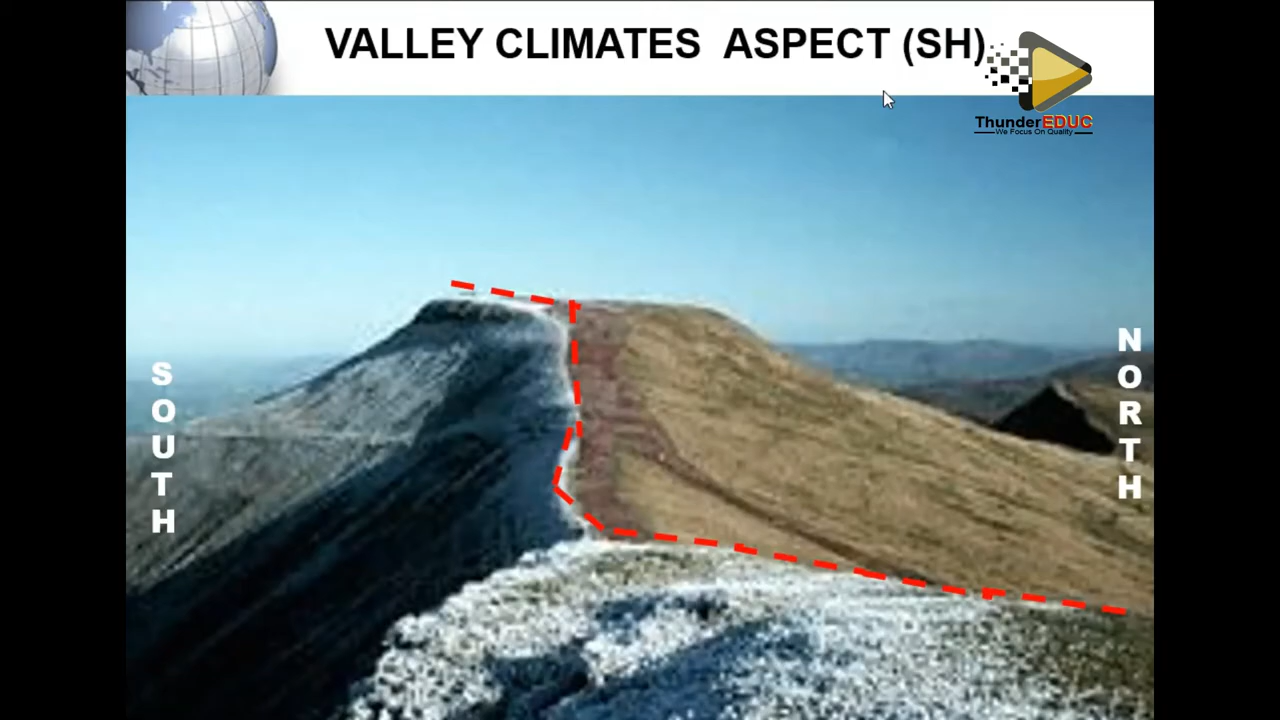 VALLEY CLIMATES ASPECT (SH)
ThunderEDUC
We Focus On Quality
SOUTH
NORTH